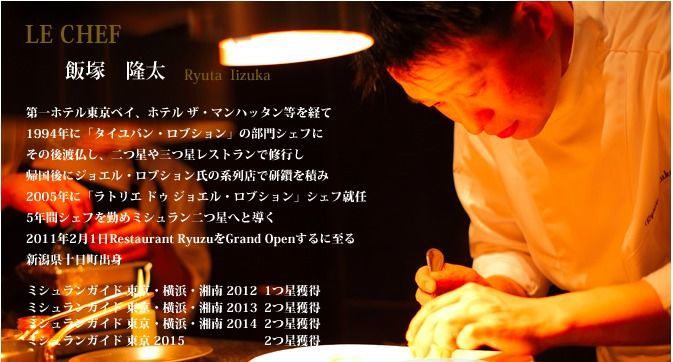 LE CHEF
飯塚 隆太 Ryuta Iizuka
第一ホテル東京ベイ、ホテル ザ・マンハッタン等を経て
1994年に「タイユバン・ロブション」の部門シェフに
その後渡仏し、二つ星や三つ星レストランで修行し
帰国後にジョエル・ロブション氏の系列店で研鑽を積み
2005年に「ラトリエ ドゥ ジョエル・ロブション」シェフ就任
5年間シェフを勤めミシュラン二つ星へと導く
2011年2月1日Restaurant RyuzuをGrand Openするに至る
新潟県十日町出身
ミシュランガイド 東京・横浜・湘南 2012 1つ星獲得
ミシュランガイド 東京・横浜・湘南 2013 2つ星獲得
ミシュランガイド 東京・横浜・湘南 2014 2つ星獲得
ミシュランガイド 東京 2015 2つ星獲得